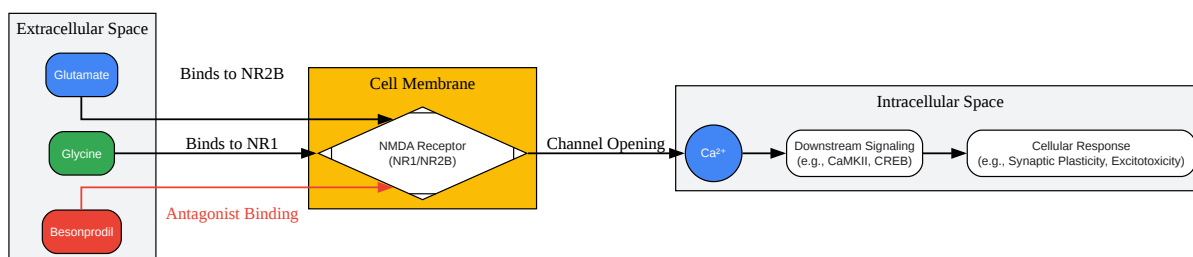 Extracellular Space
Glutamate
Glycine
Besonprodil
Binds to NR2B
Binds to NR1
Antagonist Binding
Cell Membrane
NMDA Receptor
(NR1/NR2B)
Channel Opening
Intracellular Space
Ca²⁺
Downstream Signaling
(e.g., CaMKII, CREB)
Cellular Response
(e.g., Synaptic Plasticity, Excitotoxicity)